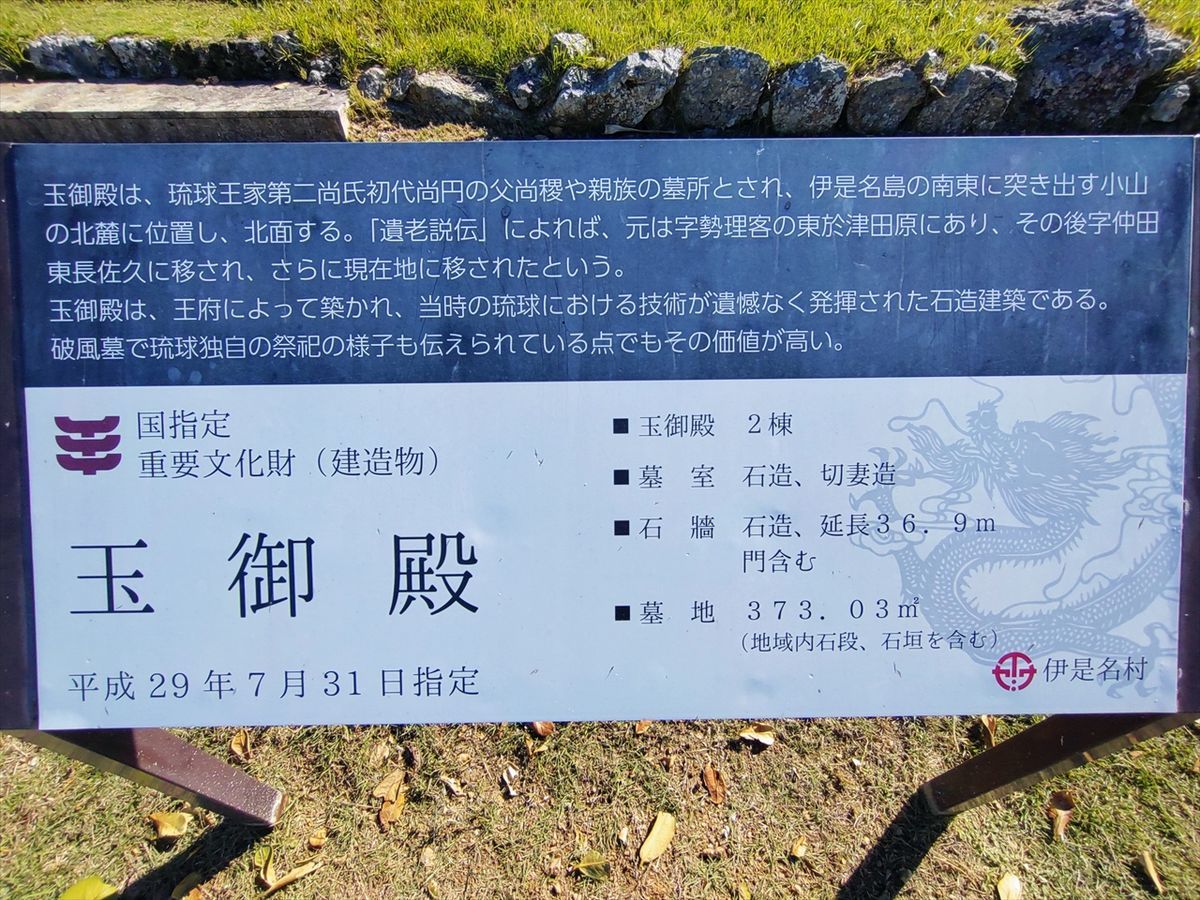 玉御殿は、琉球王家第二尚氏初代尚円の父尚稷や親族の墓所とされ、伊是名島の南東に突き出す小山
の北麓に位置し、北面する。「遺老説伝」によれば、元は字勢理客の東於津田原にあり、その後字仲田
東長佐久に移され、さらに現在地に移されたという。
玉御殿は、王府によって築かれ、当時の琉球における技術が遺憾なく発揮された石造建築である。
破風墓で琉球独自の祭祀の様子も伝えられている点でもその価値が高い。
国指定
重要文化財（建造物）
玉 御 殿
平成29年7月31日指定
■ 玉御殿 ２棟
■ 墓 室 石造、切妻造
■ 石 牆 石造、延長３６．９ｍ
門含む
■ 墓 地 ３７３．０３㎡
（地域内石段、石垣を含む）
伊是名村